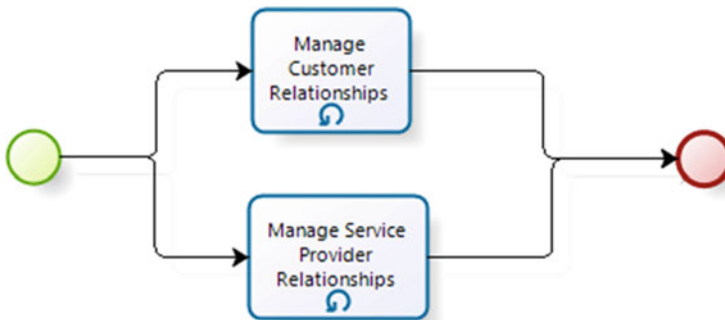 Manage
Customer
Relationships
Manage Service
Provider
Relationships